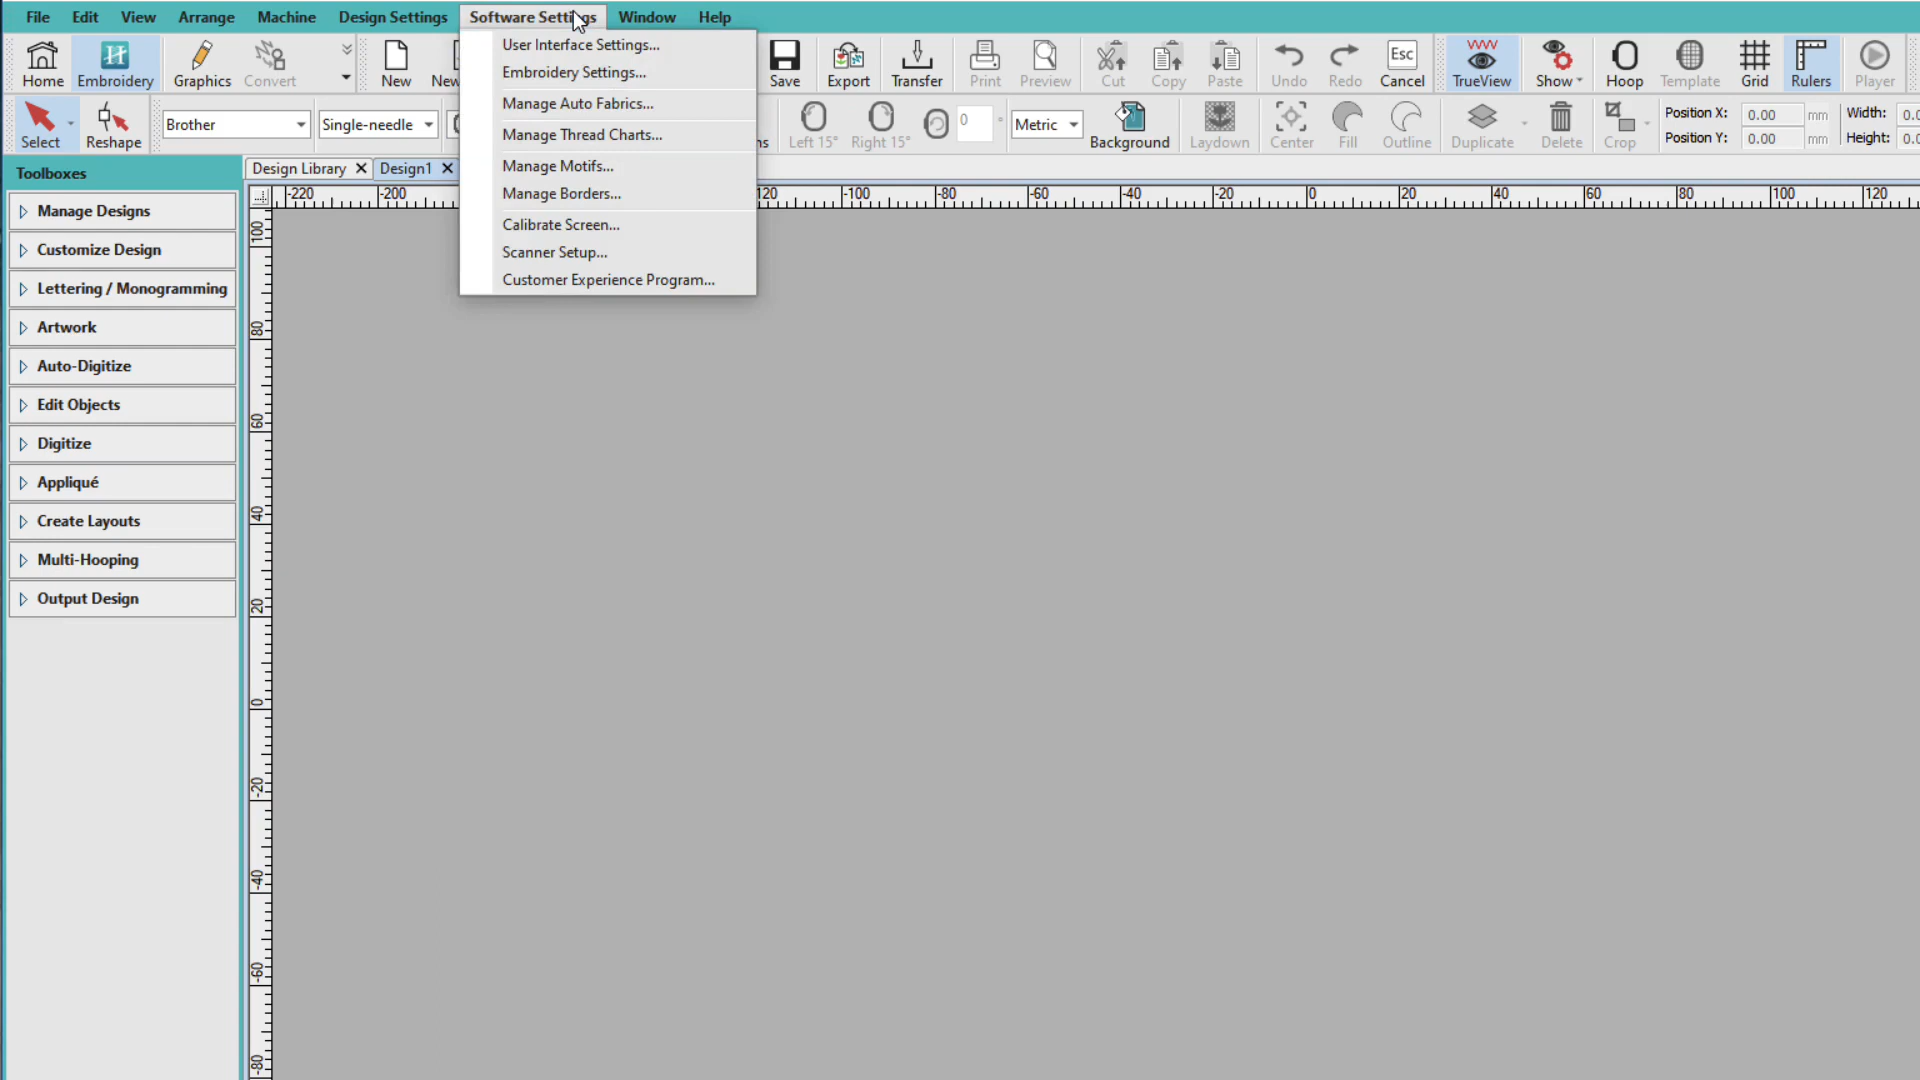 File Edit View Arrange Machine Design Settings Software Settings Window Help
Home Embroidery Graphics Convert New New Save Export Transfer Print Preview Cut Copy Paste Undo Redo Esc Cancel TrueView Show Hoop Template Grid Rulers Player
Select Reshape Brother Single-needle Left 15° Right 15° 0 ° Metric Background Laydown Center Fill Outline Duplicate Delete Crop
Position X: 0.00 mm Width: 0.0
Position Y: 0.00 mm Height: 0.0
User Interface Settings...
Embroidery Settings...
Manage Auto Fabrics...
Manage Thread Charts...
Manage Motifs...
Manage Borders...
Calibrate Screen...
Scanner Setup...
Customer Experience Program...
Toolboxes
Manage Designs
Customize Design
Lettering / Monogramming
Artwork
Auto-Digitize
Edit Objects
Digitize
Appliqué
Create Layouts
Multi-Hooping
Output Design
Design Library Design1
-220 -200 120 -100 -80 -60 -40 -20 0 20 40 60 80 100 120
100
80
60
40
20
0
-20
-40
-60
-80